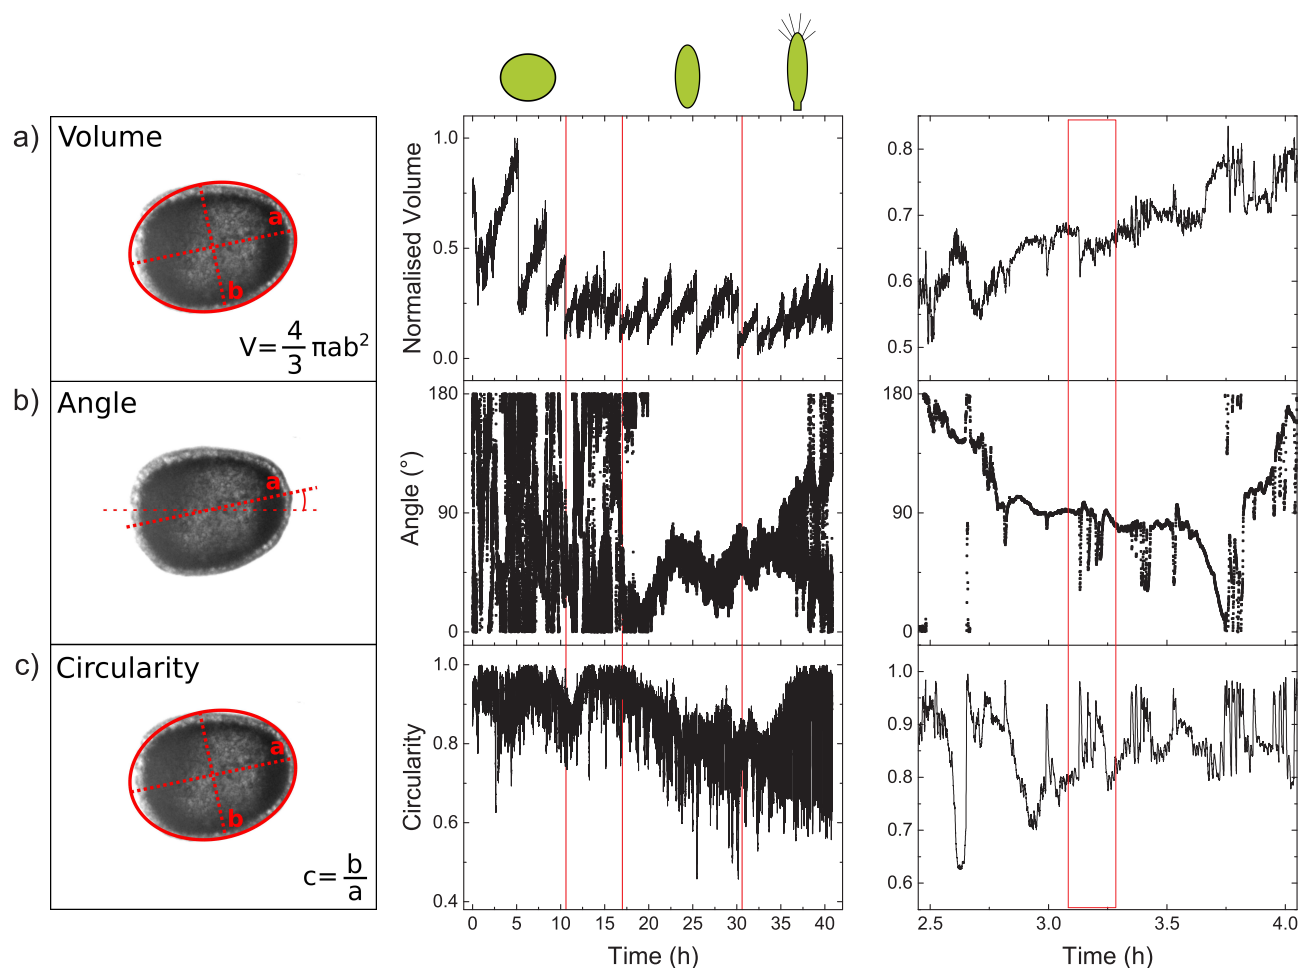 a)
Volume
a
b
V=4/3 πab²
Normalised Volume
1.0
0.5
0.0
0.8
0.7
0.6
0.5
b)
Angle
a
Angle (°)
180
90
0
180
90
0
c)
Circularity
a
b
c=b/a
Circularity
1.0
0.8
0.6
0.4
1.0
0.9
0.8
0.7
0.6
0 5 10 15 20 25 30 35 40
Time (h)
2.5 3.0 3.5 4.0
Time (h)